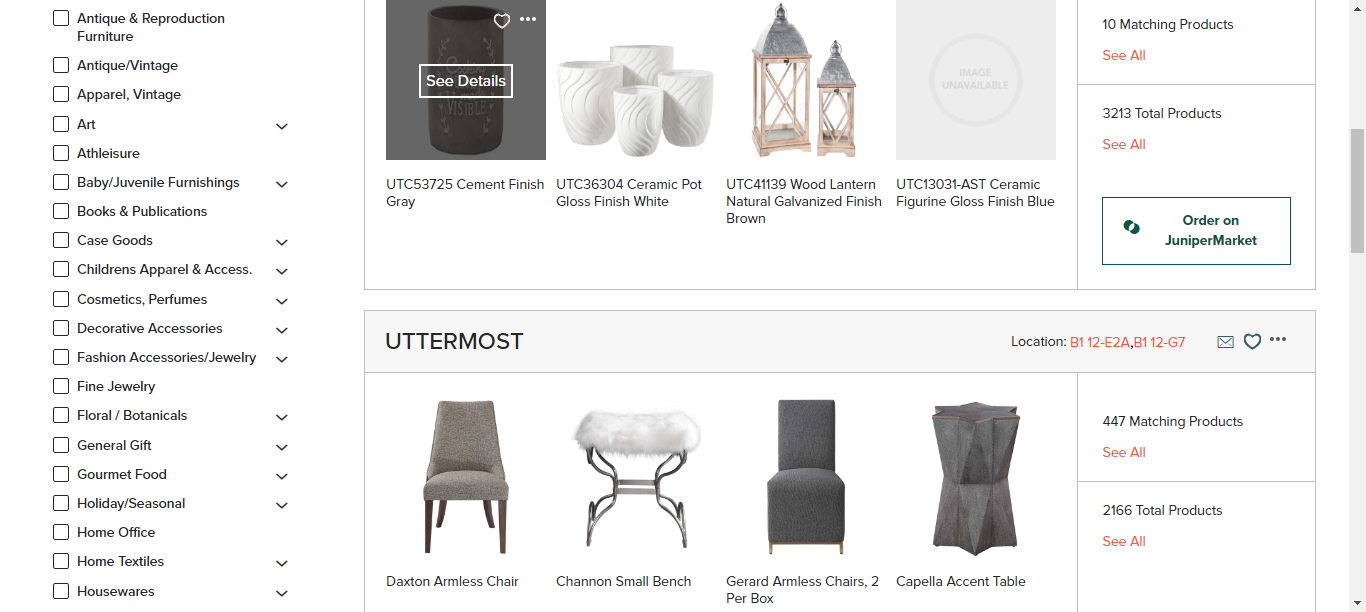 Antique & Reproduction
Furniture
Antique/Vintage
Apparel, Vintage
Art
Athleisure
Baby/Juvenile Furnishings
Books & Publications
Case Goods
Childrens Apparel & Access.
Cosmetics, Perfumes
Decorative Accessories
Fashion Accessories/Jewelry
Fine Jewelry
Floral / Botanicals
General Gift
Gourmet Food
Holiday/Seasonal
Home Office
Home Textiles
Housewares
See Details
VISIBLE
IMAGE
UNAVAILABLE
UTC53725 Cement Finish
Gray
UTC36304 Ceramic Pot
Gloss Finish White
UTC41139 Wood Lantern
Natural Galvanized Finish
Brown
UTC13031-AST Ceramic
Figurine Gloss Finish Blue
10 Matching Products
See All
3213 Total Products
See All
Order on
JuniperMarket
UTTERMOST
Location: B1 12-E2A,B1 12-G7
Daxton Armless Chair
Channon Small Bench
Gerard Armless Chairs, 2
Per Box
Capella Accent Table
447 Matching Products
See All
2166 Total Products
See All